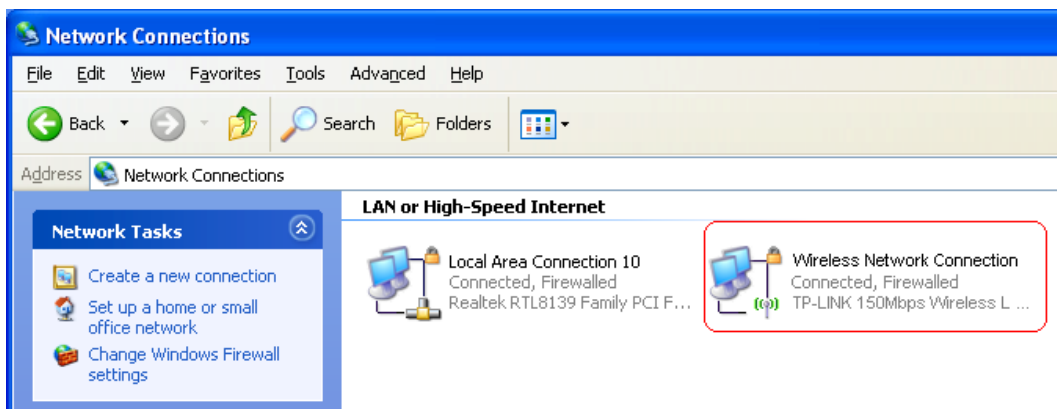 Network Connections
File Edit View Favorites Tools Advanced Help
Back Search Folders
Address Network Connections
Network Tasks
Create a new connection
Set up a home or small
office network
Change Windows Firewall
settings
LAN or High-Speed Internet
Local Area Connection 10
Connected, Firewalled
Realtek RTL8139 Family PCI F...
Wireless Network Connection
Connected, Firewalled
TP-LINK 150Mbps Wireless L ...